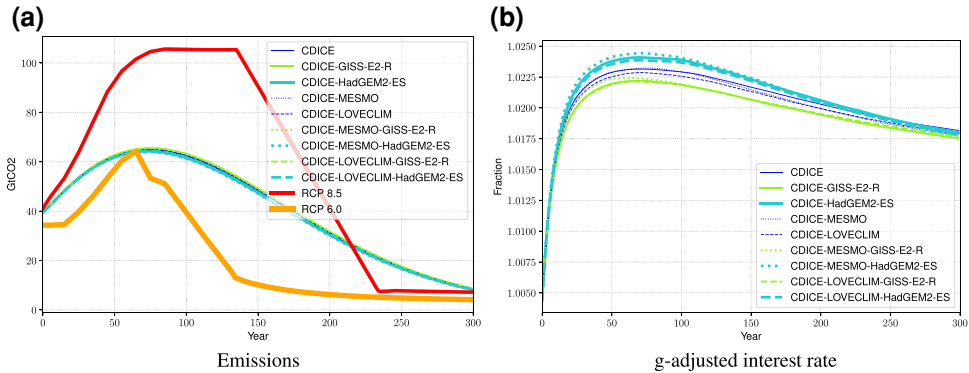 (a)
100
80
60
40
20
0
GtCO2
0
50
100
150
200
250
300
Year
CDICE
CDICE-GISS-E2-R
CDICE-HadGEM2-ES
CDICE-MESMO
CDICE-LOVECLIM
CDICE-MESMO-GISS-E2-R
CDICE-MESMO-HadGEM2-ES
CDICE-LOVECLIM-GISS-E2-R
CDICE-LOVECLIM-HadGEM2-ES
RCP 8.5
RCP 6.0
Emissions
(b)
1.0250
1.0225
1.0200
1.0175
1.0150
1.0125
1.0100
1.0075
1.0050
Fraction
0
50
100
150
200
250
300
Year
CDICE
CDICE-GISS-E2-R
CDICE-HadGEM2-ES
CDICE-MESMO
CDICE-LOVECLIM
CDICE-MESMO-GISS-E2-R
CDICE-MESMO-HadGEM2-ES
CDICE-LOVECLIM-GISS-E2-R
CDICE-LOVECLIM-HadGEM2-ES
g-adjusted interest rate